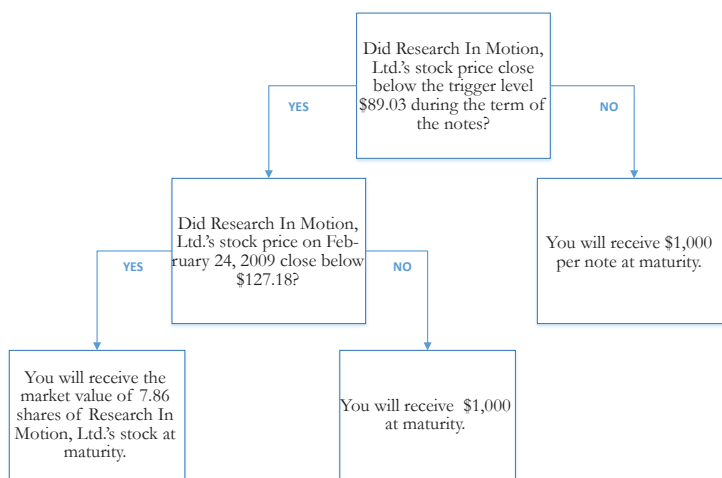 Did Research In Motion,
Ltd.'s stock price close
below the trigger level
$89.03 during the term of
the notes?
YES
NO
Did Research In Motion,
Ltd.'s stock price on Feb-
ruary 24, 2009 close below
$127.18?
You will receive $1,000
per note at maturity.
YES
NO
You will receive the
market value of 7.86
shares of Research In
Motion, Ltd.'s stock at
maturity.
You will receive $1,000
at maturity.